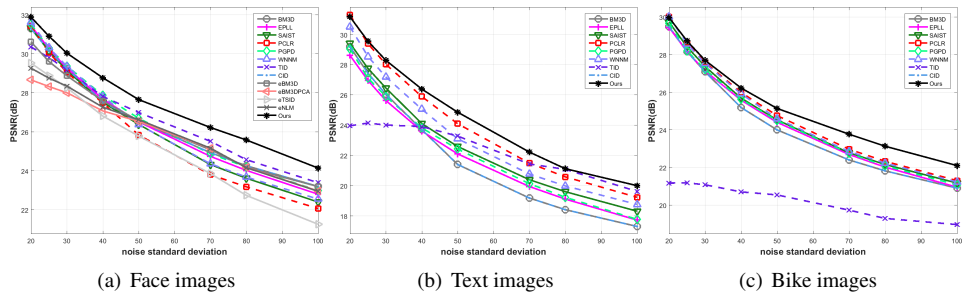 PSNR(dB)
32
30
28
26
24
22
20 30 40 50 60 70 80 90 100
noise standard deviation
BM3D
EPLL
SAIST
PCLR
PGPD
WNNM
TID
CID
eBM3D
eBM3DPCA
eTSID
eNLM
Ours
(a) Face images
PSNR(dB)
30
28
26
24
22
20
18
20 30 40 50 60 70 80 90 100
noise standard deviation
BM3D
EPLL
SAIST
PCLR
PGPD
WNNM
TID
CID
Ours
(b) Text images
PSNR(dB)
30
28
26
24
22
20
20 30 40 50 60 70 80 90 100
noise standard deviation
BM3D
EPLL
SAIST
PCLR
PGPD
WNNM
TID
CID
Ours
(c) Bike images